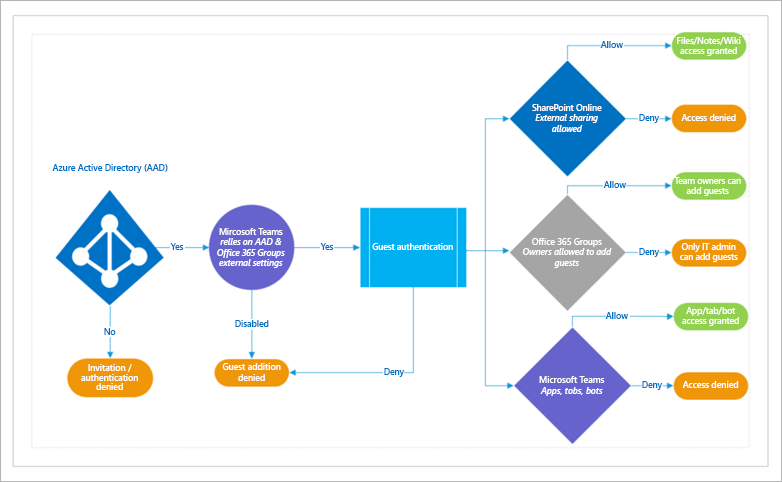 Azure Active Directory (AAD)
Yes
No
Invitation /
authentication
denied
Mircosoft Teams
relles on AAD &
Office 365 Groups
external settings
Yes
Disabled
Guest addition
denied
Guest authentication
Deny
SharePoint Online
External sharing
allowed
Allow
Files/Notes/Wiki
access granted
Deny
Access denied
Office 365 Groups
Owners allowed to add
guests
Allow
Team owners can
add guests
Deny
Only IT admin
can add guests
Microsoft Teams
Apps, tobs, bots
Allow
App/tab/bot
access granted
Deny
Access denied